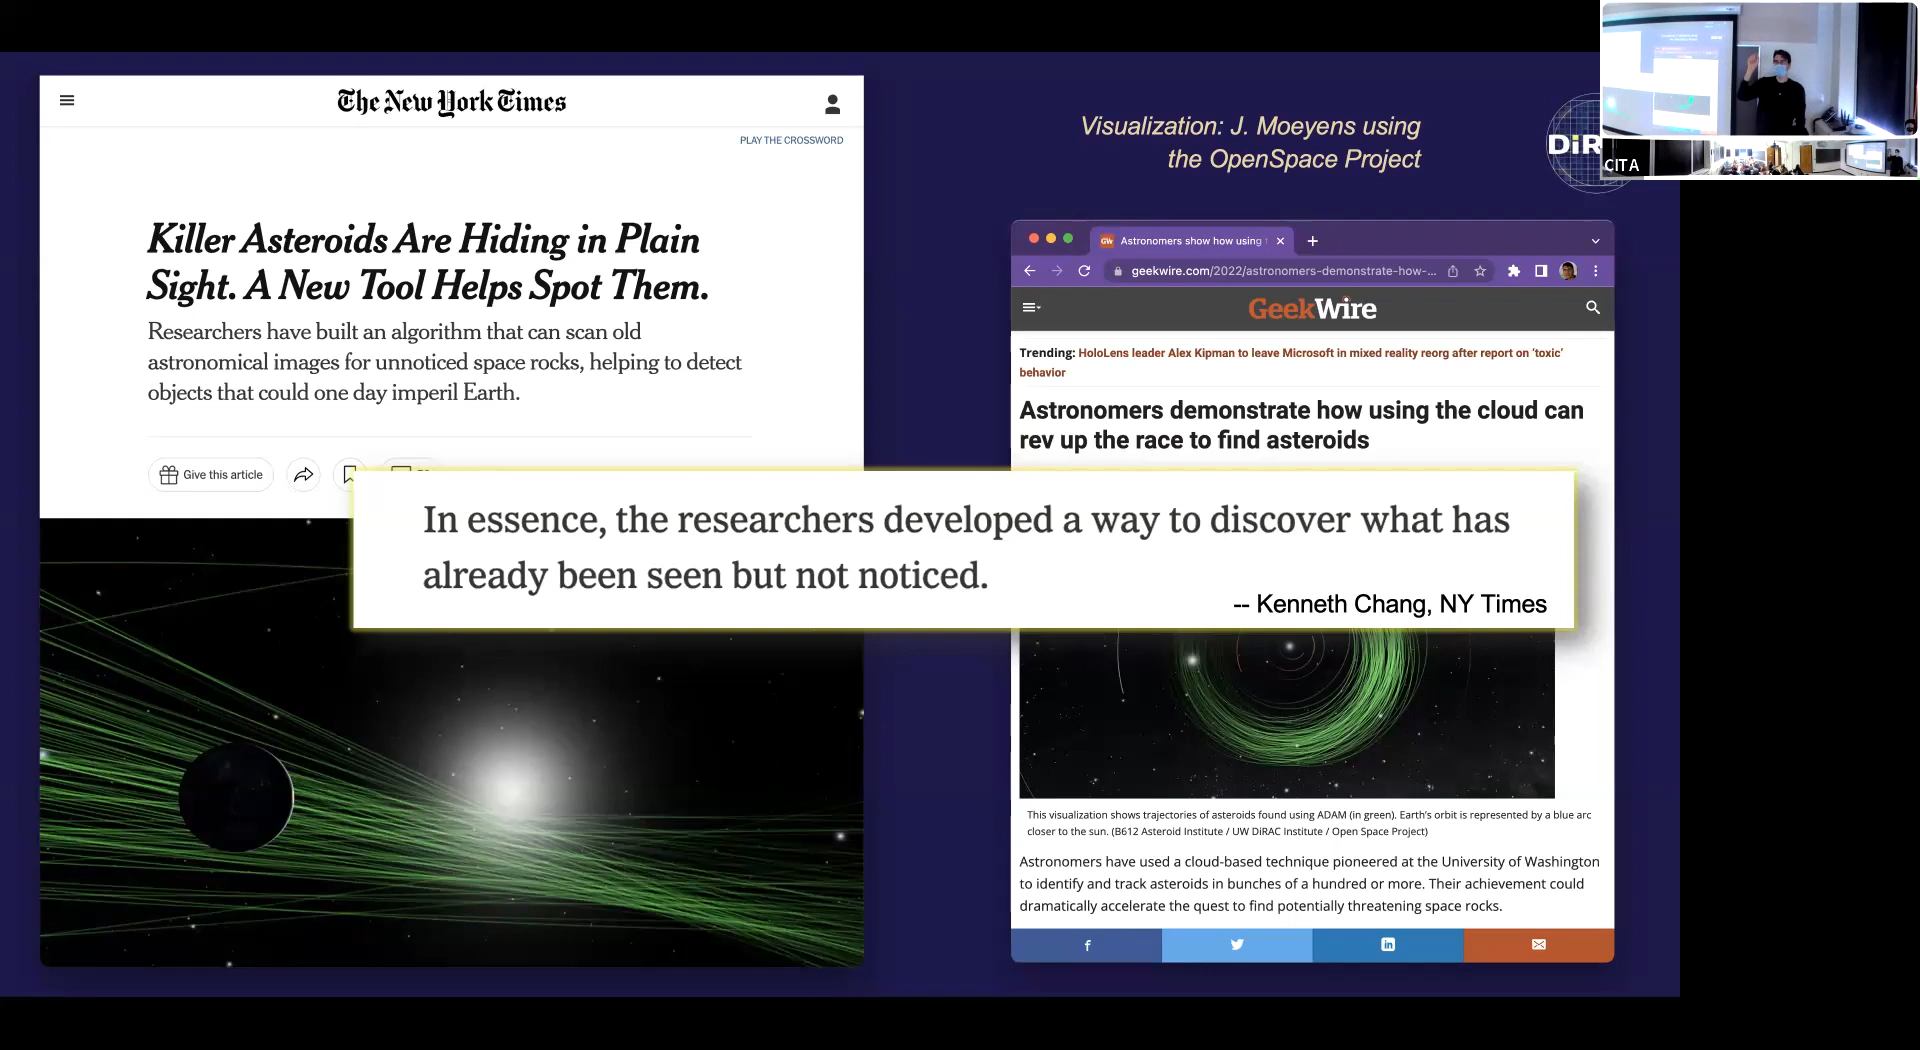 The New York Times
PLAY THE CROSSWORD
Killer Asteroids Are Hiding in Plain
Sight. A New Tool Helps Spot Them.
Researchers have built an algorithm that can scan old
astronomical images for unnoticed space rocks, helping to detect
objects that could one day imperil Earth.
Give this article
Visualization: J. Moeyens using
the OpenSpace Project
DiR
CITA
GW Astronomers show how using
geekwire.com/2022/astronomers-demonstrate-how-...
GeekWire
Trending: HoloLens leader Alex Kipman to leave Microsoft in mixed reality reorg after report on ‘toxic’
behavior
Astronomers demonstrate how using the cloud can
rev up the race to find asteroids
In essence, the researchers developed a way to discover what has
already been seen but not noticed.
-- Kenneth Chang, NY Times
This visualization shows trajectories of asteroids found using ADAM (in green). Earth’s orbit is represented by a blue arc
closer to the sun. (B612 Asteroid Institute / UW DiRAC Institute / Open Space Project)
Astronomers have used a cloud-based technique pioneered at the University of Washington
to identify and track asteroids in bunches of a hundred or more. Their achievement could
dramatically accelerate the quest to find potentially threatening space rocks.